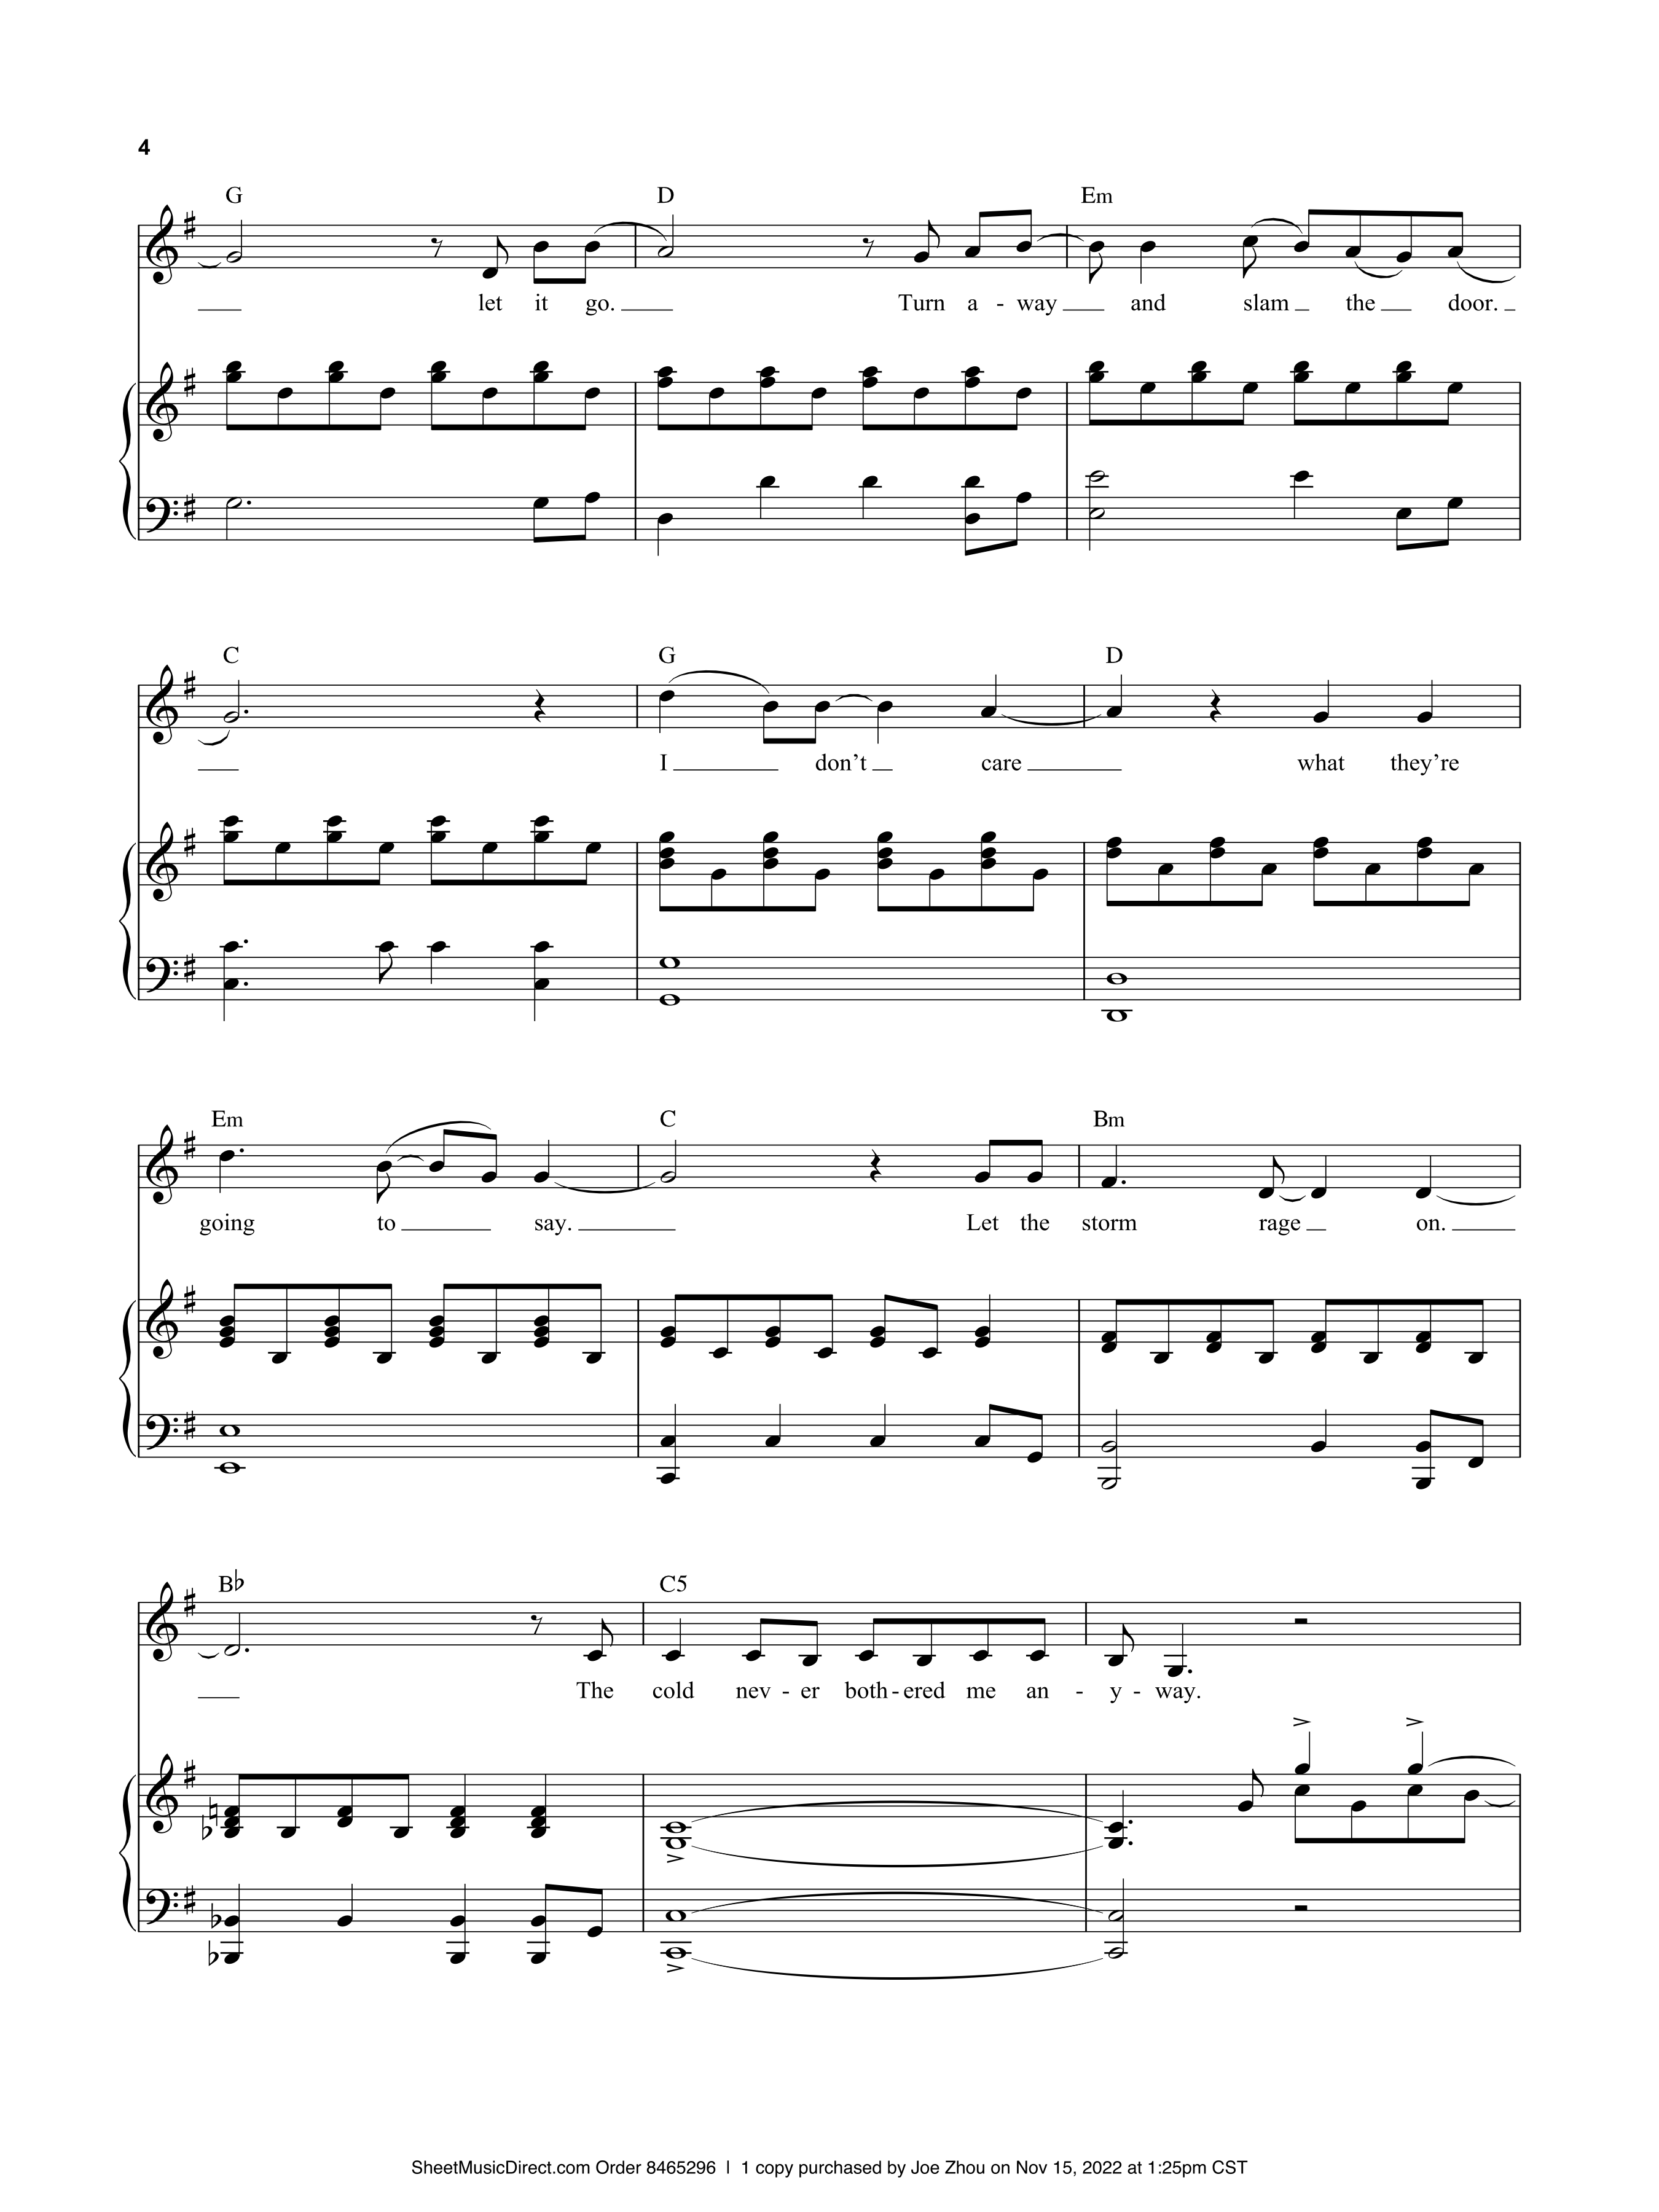 4
G D Em
let it go. Turn a - way and slam the door.
C G D
I don't care what they're
Em C Bm
going to say. Let the storm rage on.
B♭ C5
The cold nev - er both - ered me an - y - way.
SheetMusicDirect.com Order 8465296 | 1 copy purchased by Joe Zhou on Nov 15, 2022 at 1:25pm CST